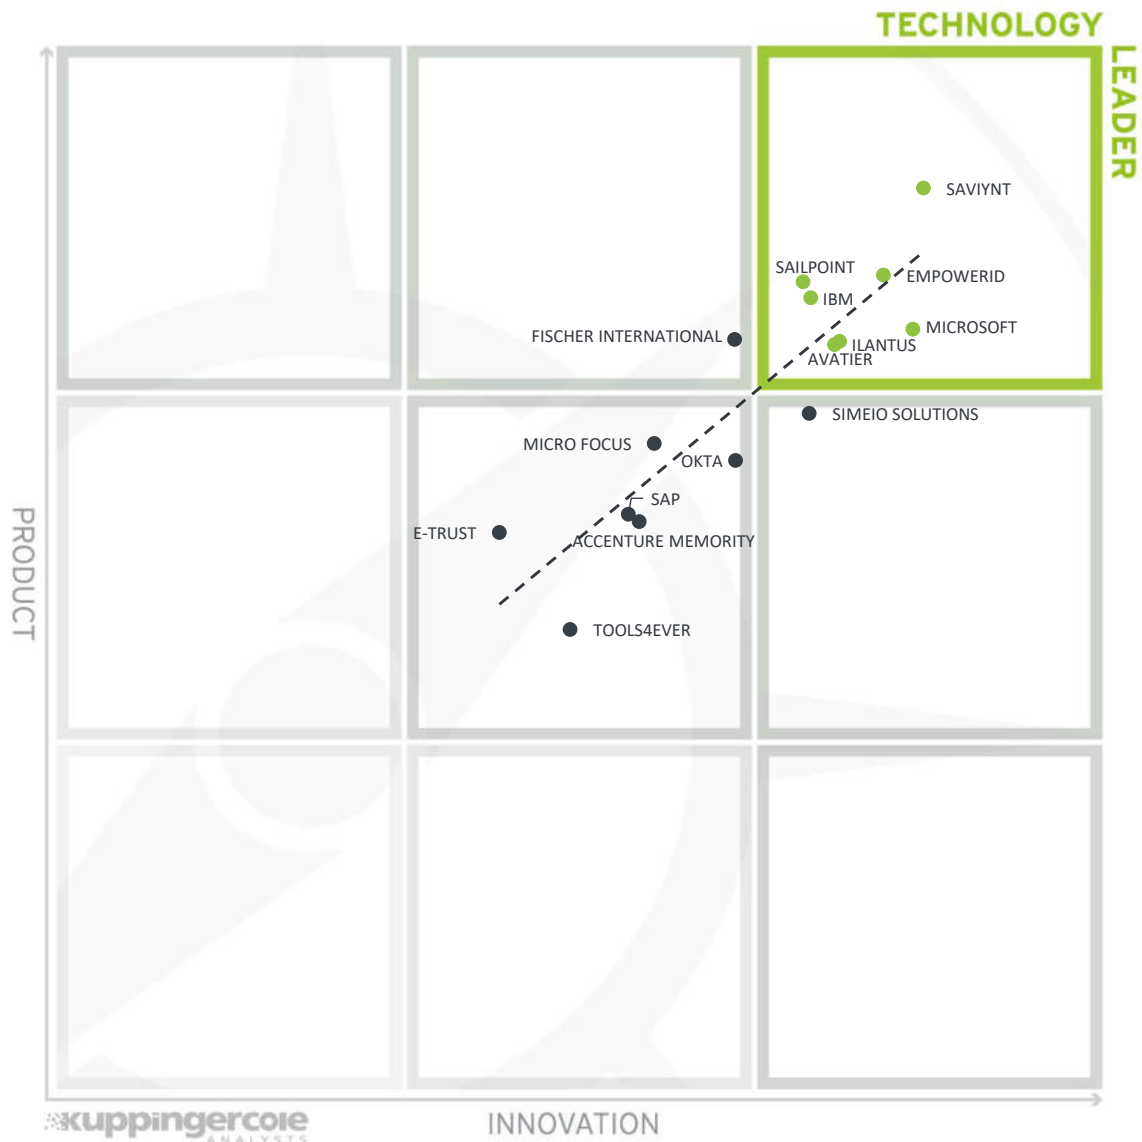 TECHNOLOGY
LEADER
SAVIYNT
SAILPOINT
EMPOWERID
IBM
MICROSOFT
FISCHER INTERNATIONAL
ILANTUS
AVATIER
SIMEIO SOLUTIONS
MICRO FOCUS
OKTA
SAP
E-TRUST
ACCENTURE MEMORITY
PRODUCT
TOOLS4EVER
kuppingercole
ANALYSTS
INNOVATION